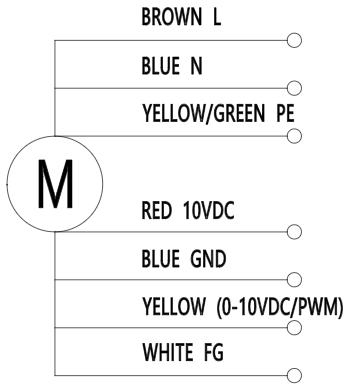 BROWN L
BLUE N
YELLOW/GREEN PE
M
RED 10VDC
BLUE GND
YELLOW (0-10VDC/PWM)
WHITE FG